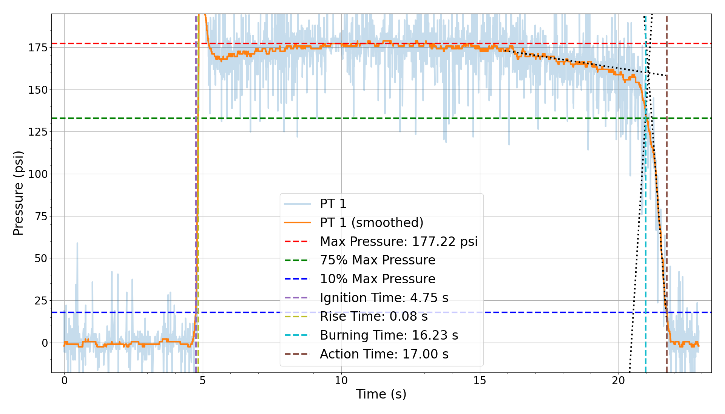 175
150
125
100
75
50
25
0
Pressure (psi)
PT 1
PT 1 (smoothed)
Max Pressure: 177.22 psi
75% Max Pressure
10% Max Pressure
Ignition Time: 4.75 s
Rise Time: 0.08 s
Burning Time: 16.23 s
Action Time: 17.00 s
0 5 10 15 20
Time (s)